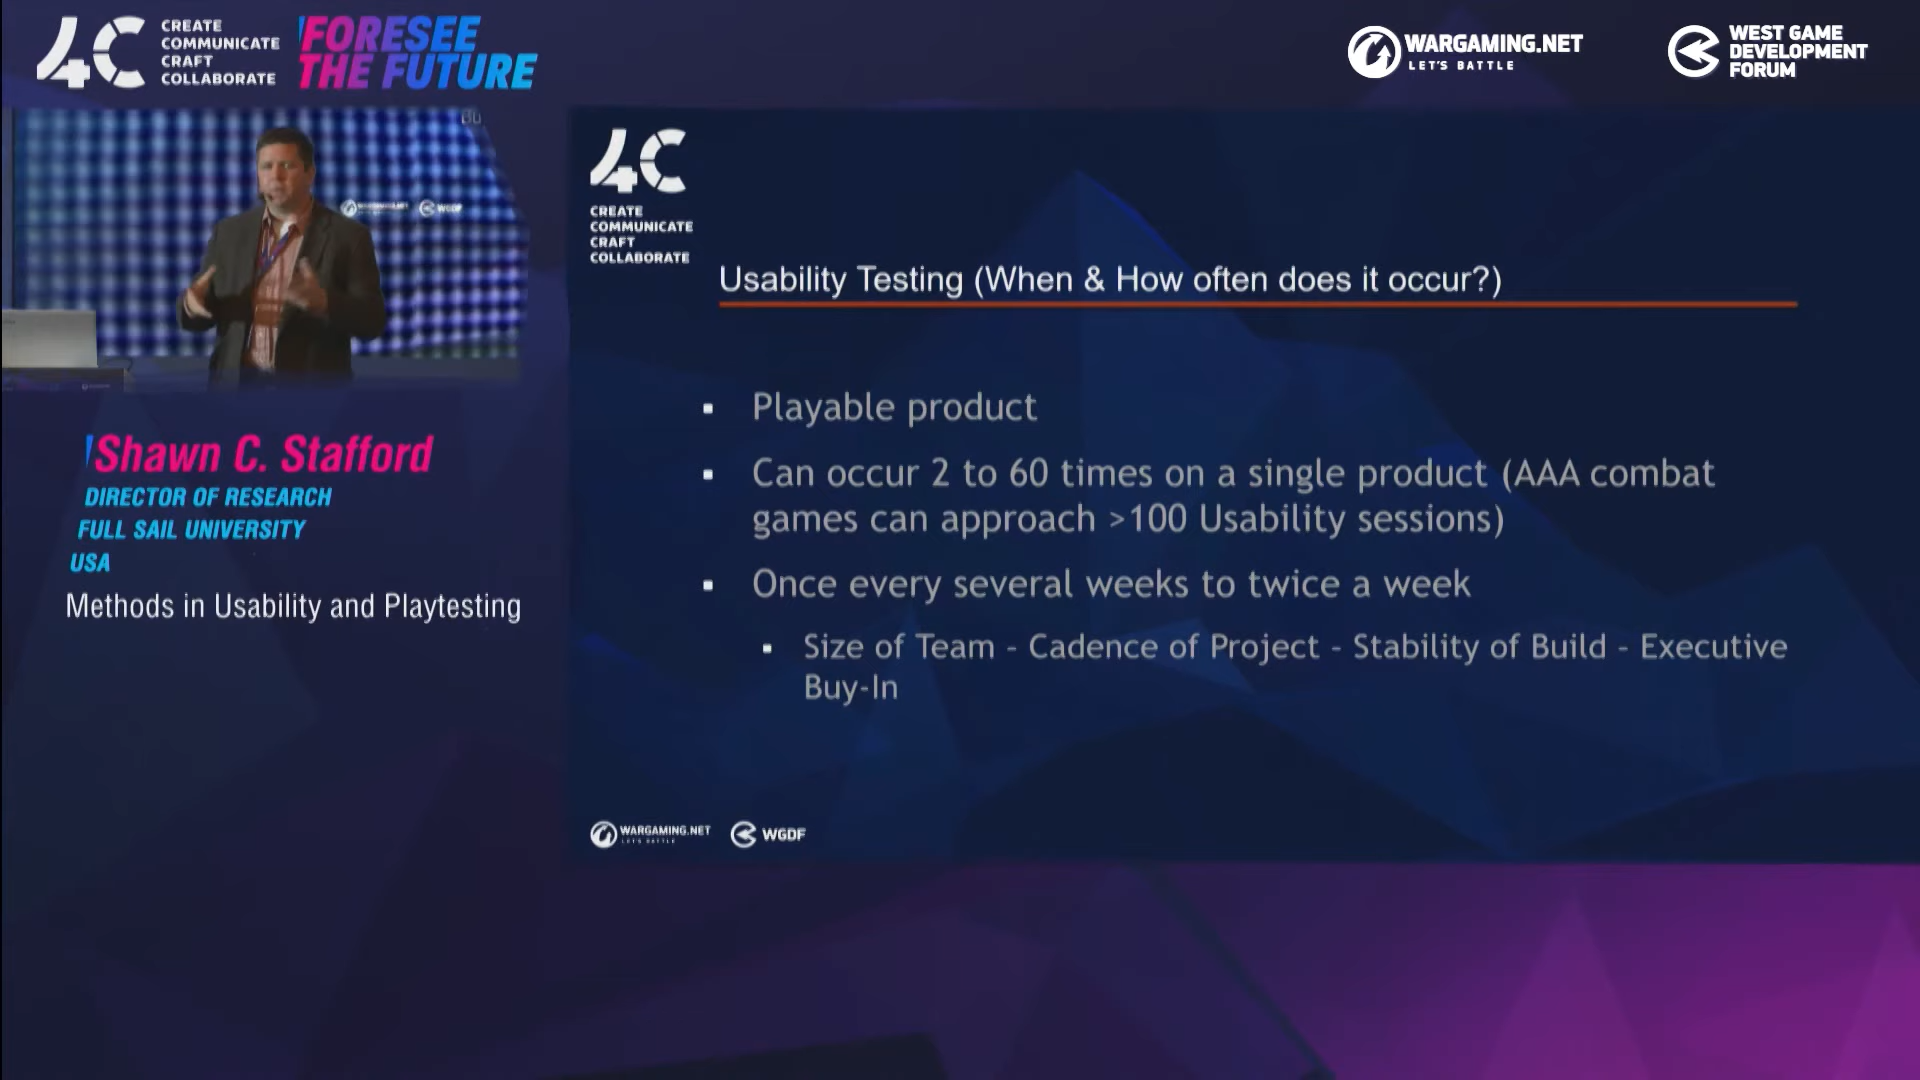 4C
CREATE
COMMUNICATE
CRAFT
COLLABORATE
FORESEE
THE FUTURE
WARGAMING.NET
LET'S BATTLE
WEST GAME
DEVELOPMENT
FORUM
WGDF
Shawn C. Stafford
DIRECTOR OF RESEARCH
FULL SAIL UNIVERSITY
USA
Methods in Usability and Playtesting
4C
CREATE
COMMUNICATE
CRAFT
COLLABORATE
Usability Testing (When & How often does it occur?)
▪ Playable product
▪ Can occur 2 to 60 times on a single product (AAA combat
games can approach >100 Usability sessions)
▪ Once every several weeks to twice a week
▪ Size of Team - Cadence of Project - Stability of Build - Executive
Buy-In
WARGAMING.NET
LET'S BATTLE
WGDF